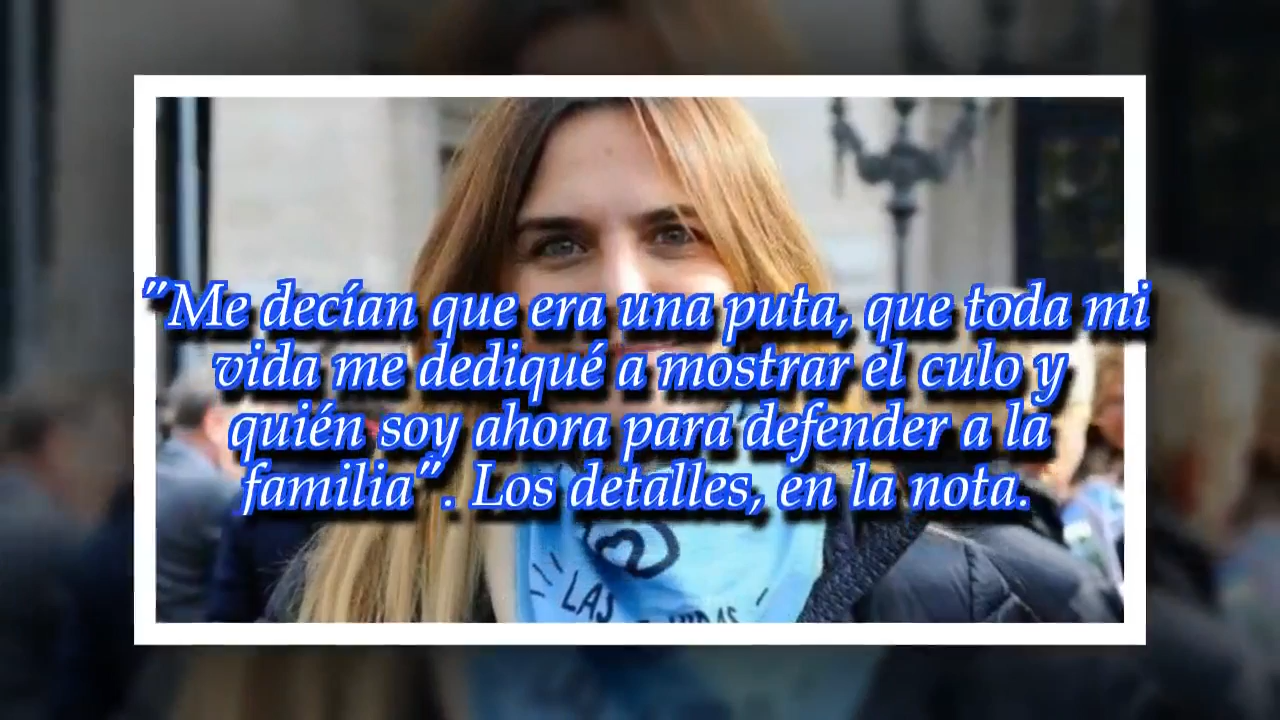 "Me decían que era una puta, que toda mi
vida me dediqué a mostrar el culo y
quién soy ahora para defender a la
familia". Los detalles, en la nota.
LAS